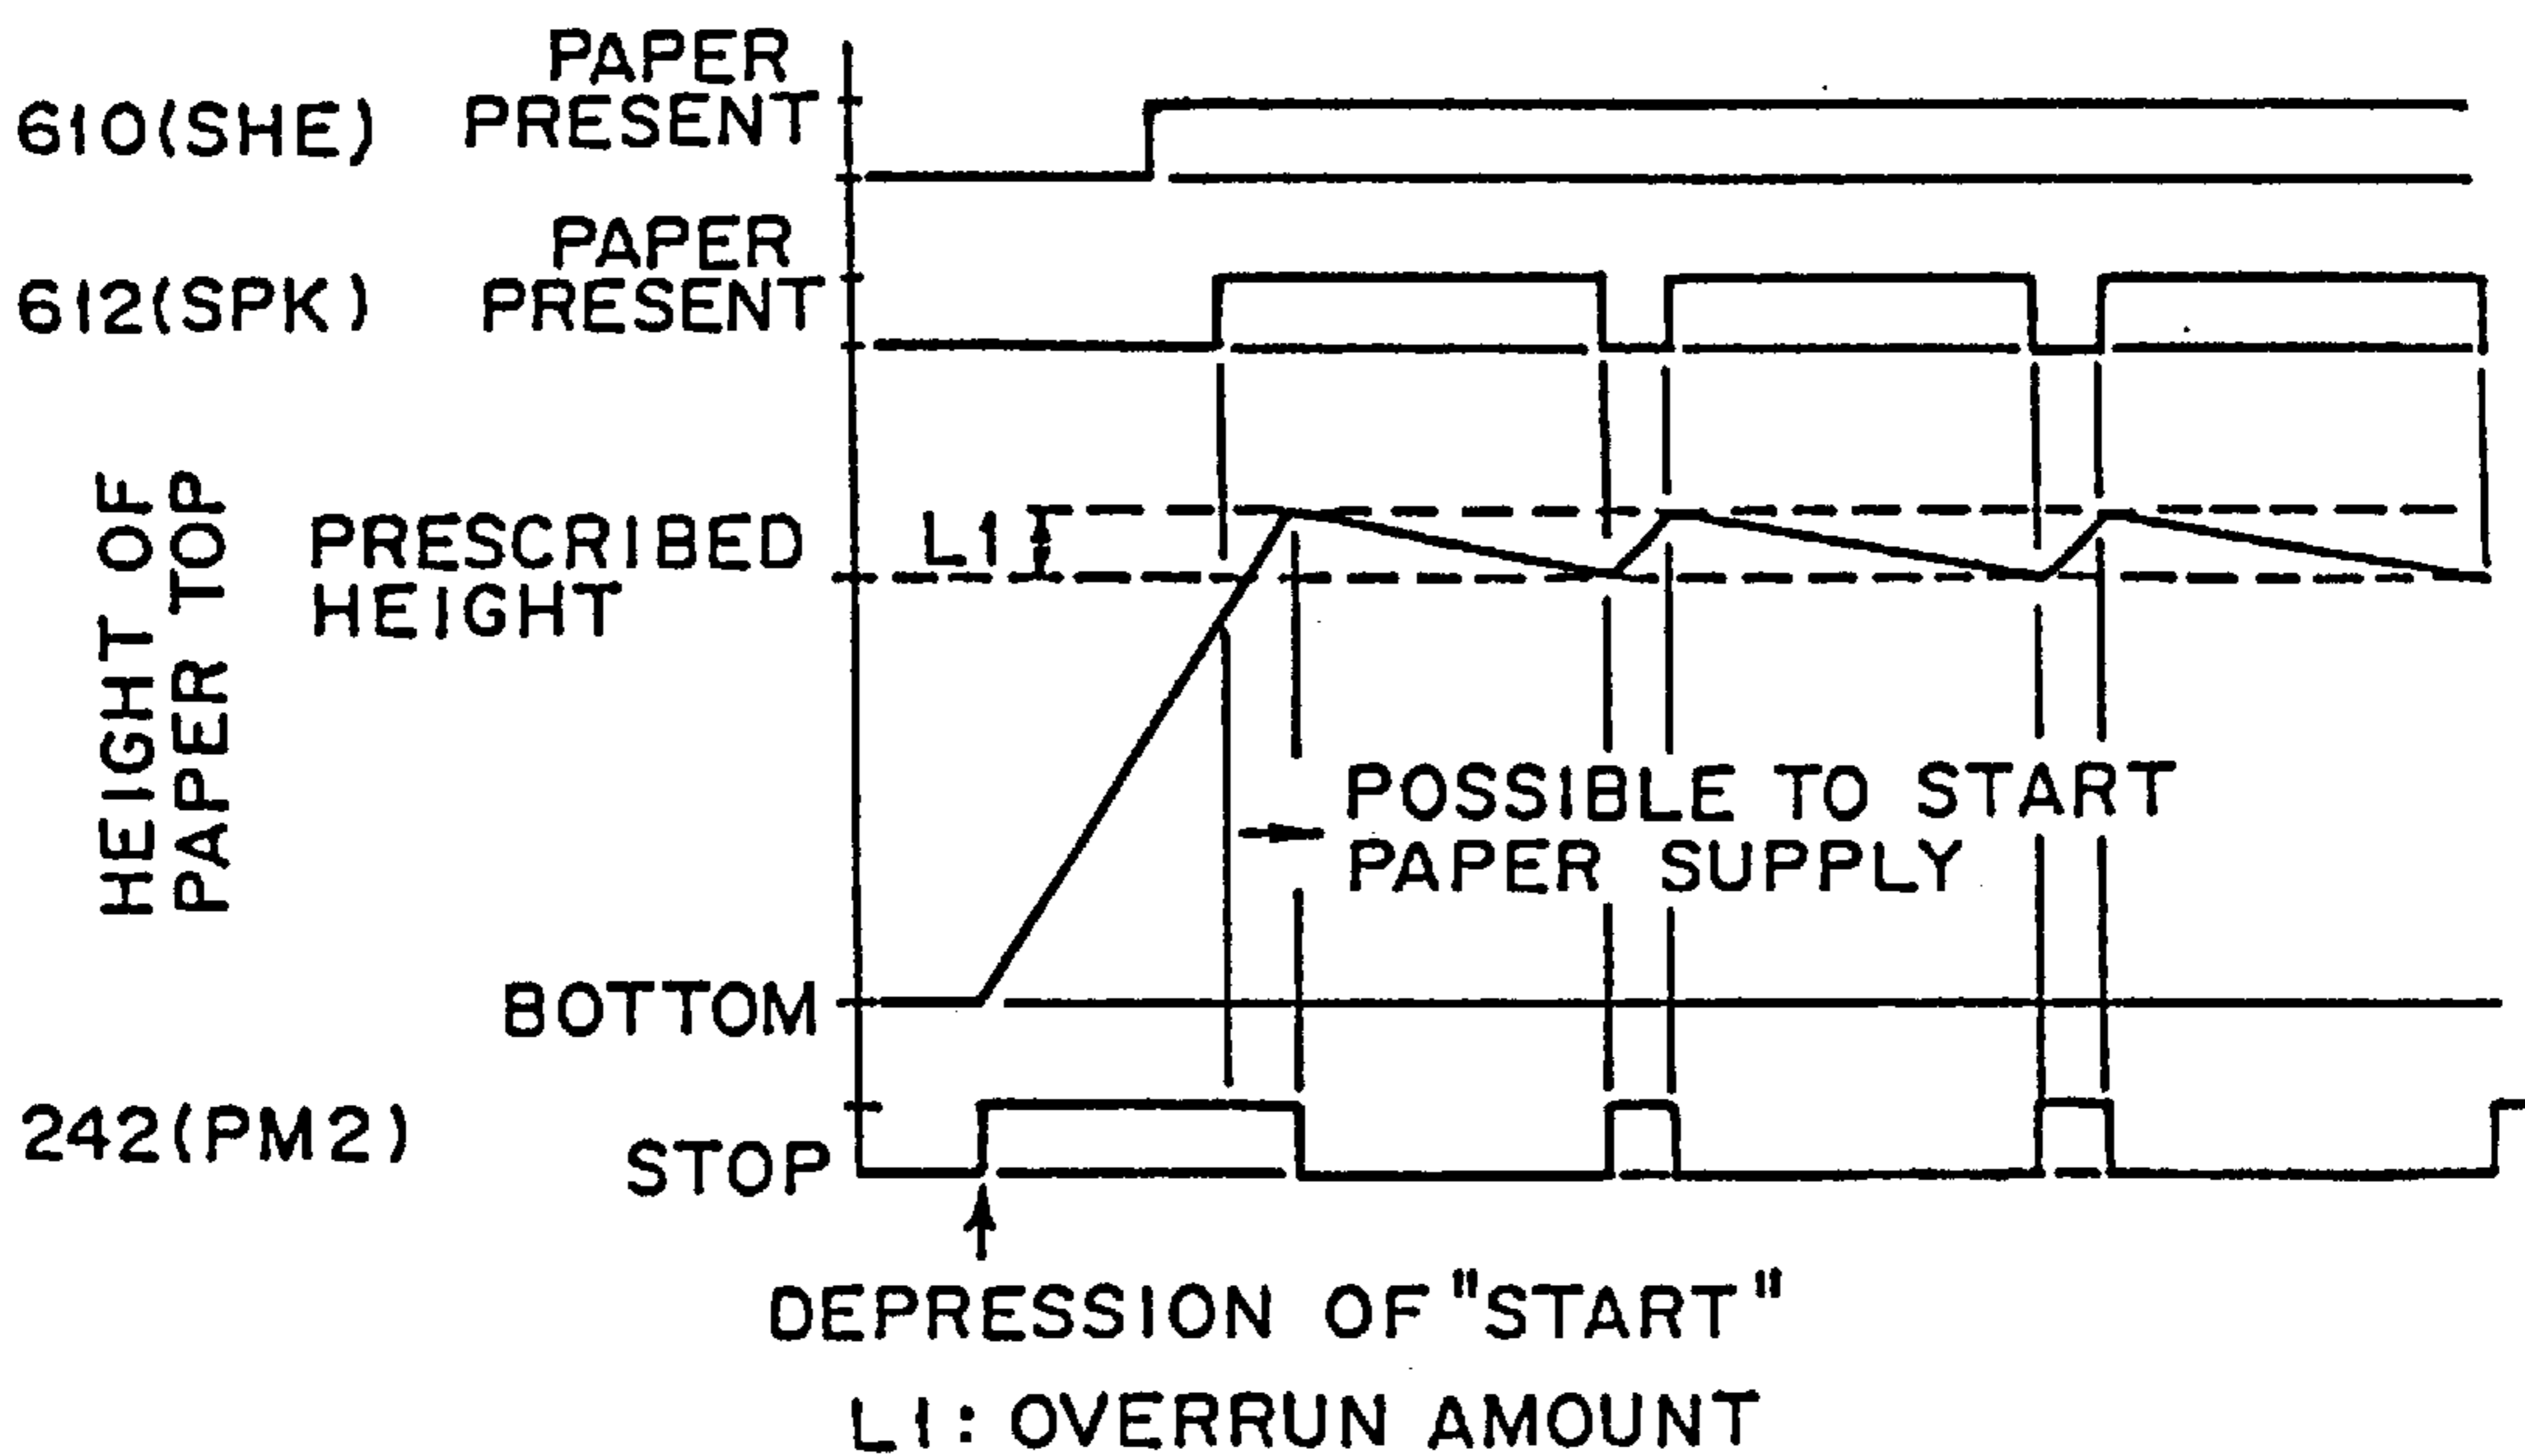 610(SHE)
PAPER
PRESENT
612(SPK)
PAPER
PRESENT
HEIGHT OF
PAPER TOP
PRESCRIBED
HEIGHT
L1
POSSIBLE TO START
PAPER SUPPLY
BOTTOM
242(PM2)
STOP
DEPRESSION OF "START"
L1: OVERRUN AMOUNT